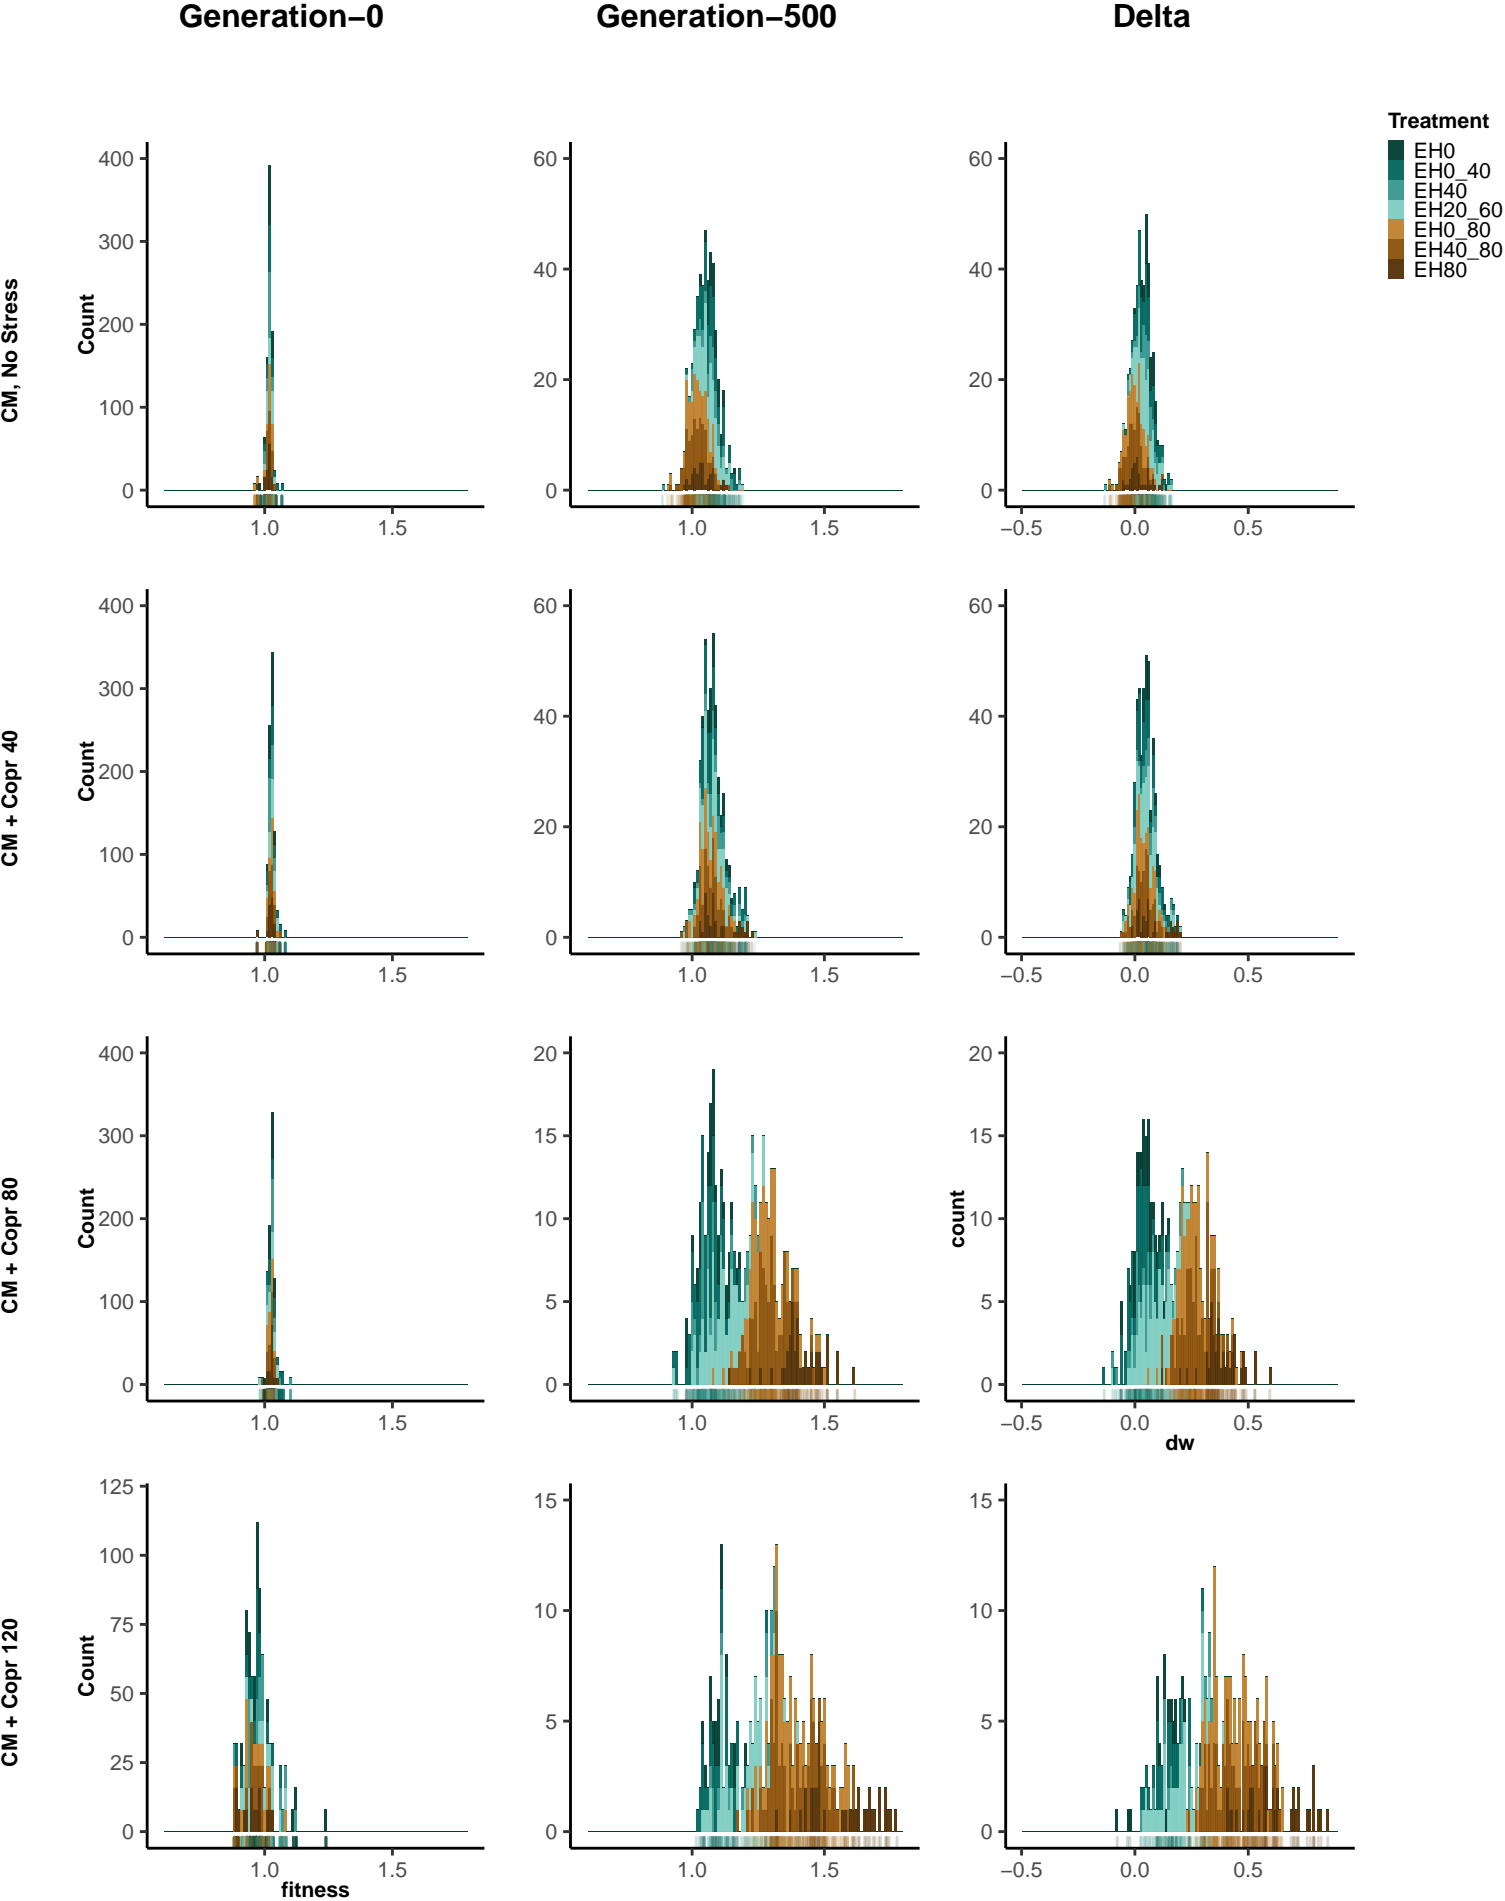 Generation−0 Generation−500 Delta
Treatment
EH0
EH0_40
EH40
EH20_60
EH0_80
EH40_80
EH80
CM, No Stress
Count
400
300
200
100
0
1.0 1.5
60
40
20
0
1.0 1.5
60
40
20
0
−0.5 0.0 0.5
CM + Copr 40
Count
400
300
200
100
0
1.0 1.5
60
40
20
0
1.0 1.5
60
40
20
0
−0.5 0.0 0.5
CM + Copr 80
Count
400
300
200
100
0
1.0 1.5
20
15
10
5
0
1.0 1.5
count
20
15
10
5
0
−0.5 0.0 0.5
dw
CM + Copr 120
Count
125
100
75
50
25
0
1.0 1.5
fitness
15
10
5
0
1.0 1.5
15
10
5
0
−0.5 0.0 0.5